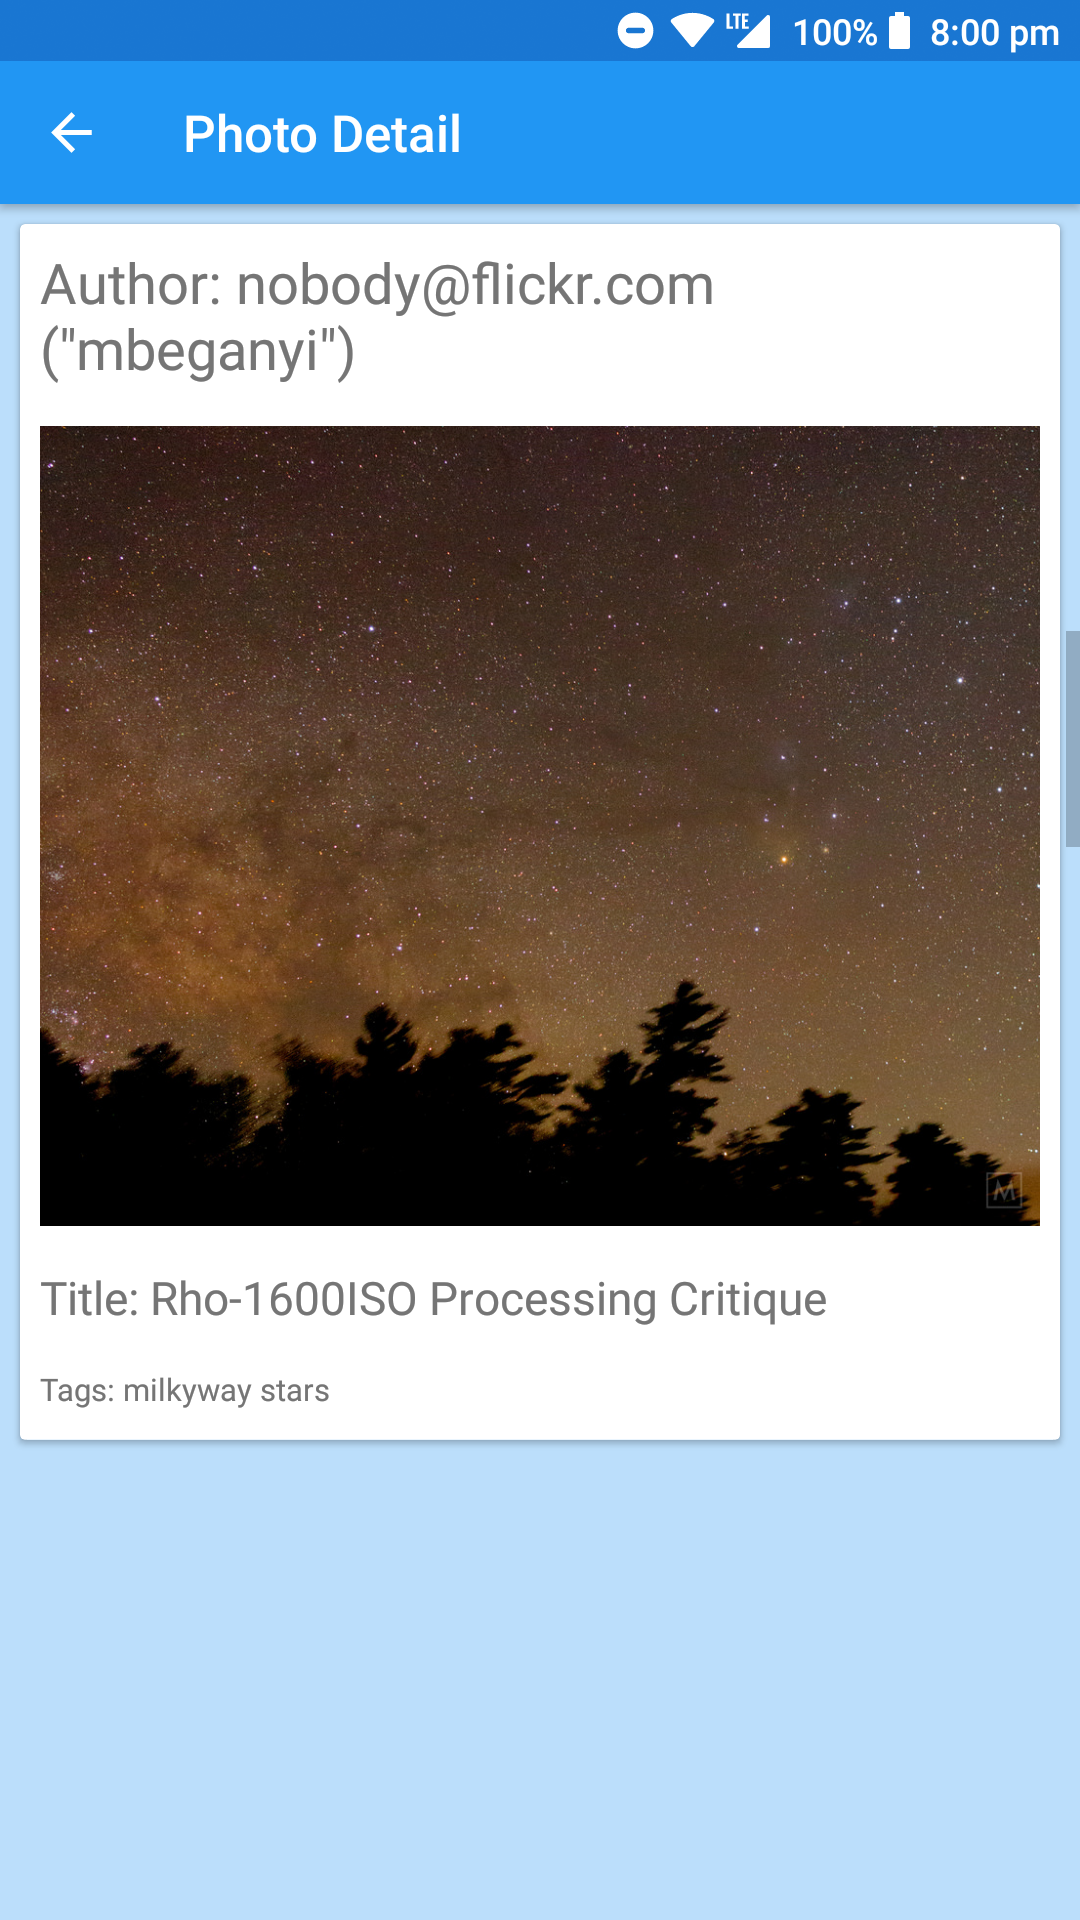 LTE 100% 8:00 pm
Photo Detail
Author: nobody@flickr.com
("mbeganyi")
M
Title: Rho-1600ISO Processing Critique
Tags: milkyway stars